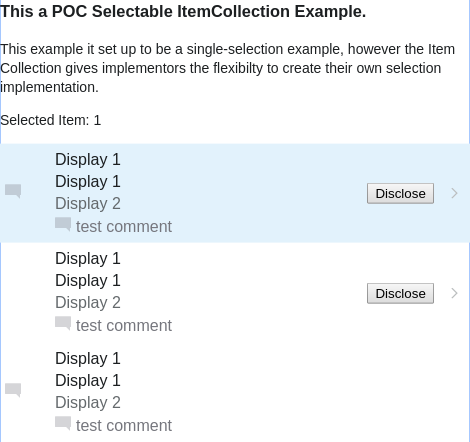 This a POC Selectable ItemCollection Example.
This example it set up to be a single-selection example, however the Item
Collection gives implementors the flexibilty to create their own selection
implementation.
Selected Item: 1
Display 1
Display 1
Disclose
Display 2
test comment
Display 1
Display 1
Disclose
Display 2
test comment
Display 1
Display 1
Display 2
test comment